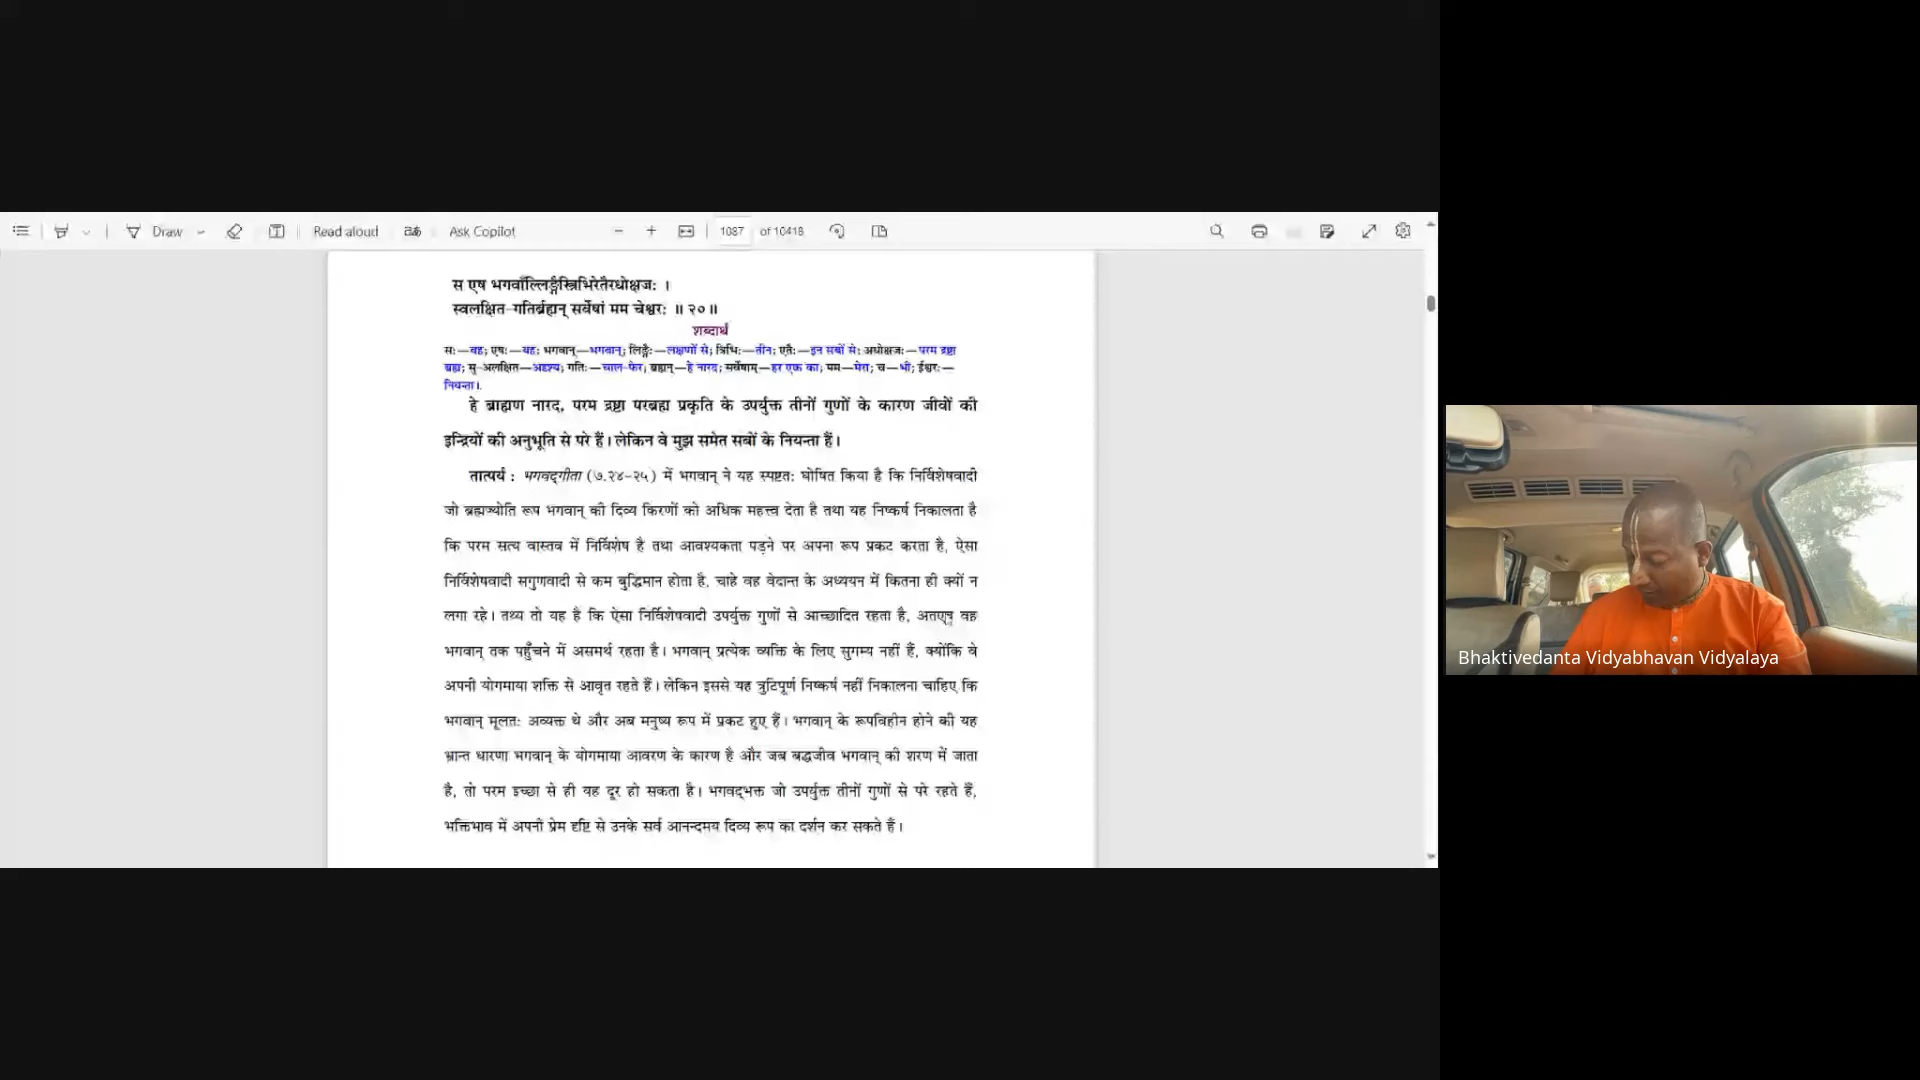 Draw
Read aloud
Ask Copilot
1087 of 10418
स एष भगवाँल्लिङ्गैस्त्रिभिरेतैरधोक्षजः ।
स्वलक्षित-गतिर्ब्रह्मन् सर्वेषां मम चेश्वरः ॥ २० ॥
शब्दार्थ
सः—वह; एषः—यह; भगवान्—भगवान्; लिङ्गैः—लक्षणों से; त्रिभिः—तीन; एतैः—इन सबों से; अधोक्षजः—परम द्रष्टा
ब्रह्म; सु-अलक्षित—अदृश्य; गतिः—चाल-फेर; ब्रह्मन्—हे नारद; सर्वेषाम्—हर एक का; मम—मेरा; च—भी; ईश्वरः—
नियन्ता।.
हे ब्राह्मण नारद, परम द्रष्टा परब्रह्म प्रकृति के उपर्युक्त तीनों गुणों के कारण जीवों की
इन्द्रियों की अनुभूति से परे हैं। लेकिन वे मुझ समेत सबों के नियन्ता हैं।
तात्पर्य : भगवद्‌गीता (७.२४-२५) में भगवान् ने यह स्पष्टतः घोषित किया है कि निर्विशेषवादी
जो ब्रह्मज्योति रूप भगवान् की दिव्य किरणों को अधिक महत्त्व देता है तथा यह निष्कर्ष निकालता है
कि परम सत्य वास्तव में निर्विशेष है तथा आवश्यकता पड़ने पर अपना रूप प्रकट करता है, ऐसा
निर्विशेषवादी सगुणवादी से कम बुद्धिमान होता है, चाहे वह वेदान्त के अध्ययन में कितना ही क्यों न
लगा रहे। तथ्य तो यह है कि ऐसा निर्विशेषवादी उपर्युक्त गुणों से आच्छादित रहता है, अतएव वह
भगवान् तक पहुँचने में असमर्थ रहता है। भगवान् प्रत्येक व्यक्ति के लिए सुगम्य नहीं हैं, क्योंकि वे
अपनी योगमाया शक्ति से आवृत रहते हैं। लेकिन इससे यह त्रुटिपूर्ण निष्कर्ष नहीं निकालना चाहिए कि
भगवान् मूलतः अव्यक्त थे और अब मनुष्य रूप में प्रकट हुए हैं। भगवान् के रूपविहीन होने की यह
भ्रान्त धारणा भगवान् के योगमाया आवरण के कारण है और जब बद्धजीव भगवान् की शरण में जाता
है, तो परम इच्छा से ही यह दूर हो सकता है। भगवद्‌भक्त जो उपर्युक्त तीनों गुणों से परे रहते हैं,
भक्तिभाव में अपनी प्रेम दृष्टि से उनके सर्व आनन्दमय दिव्य रूप का दर्शन कर सकते हैं।
Bhaktivedanta Vidyabhavan Vidyalaya